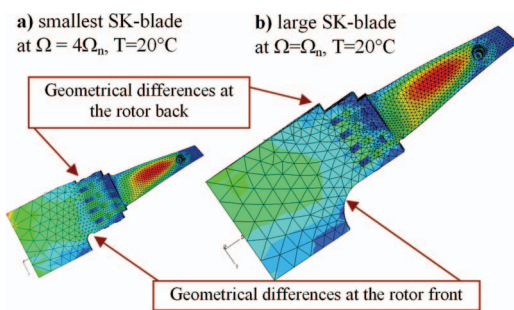 a) smallest SK-blade
at Ω = 4Ωₙ, T=20°C
b) large SK-blade
at Ω=Ωₙ, T=20°C
Geometrical differences at
the rotor back
Geometrical differences at the rotor front